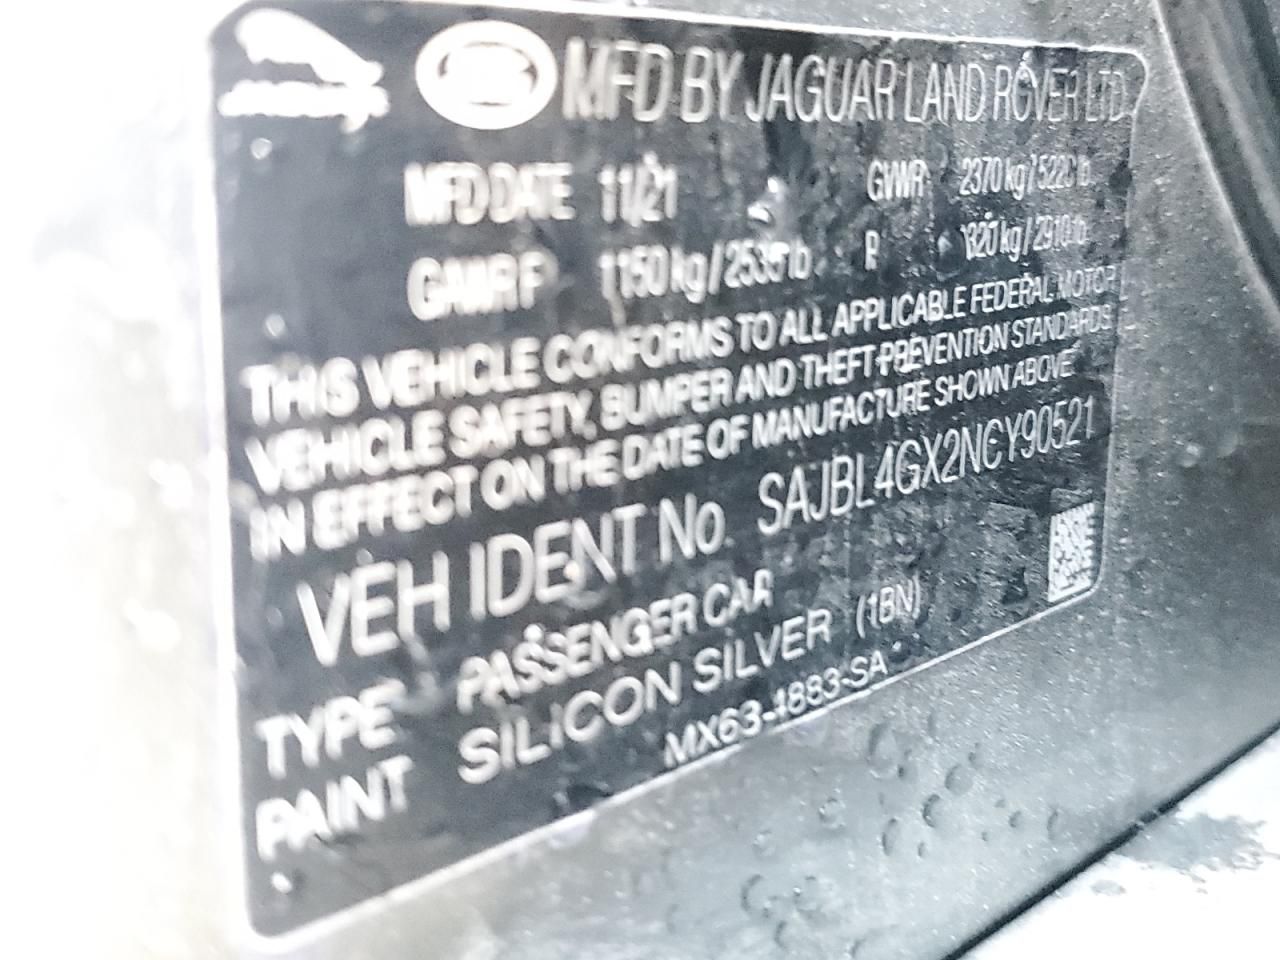 MFD BY JAGUAR LAND ROVER LTD
MFD DATE 11/21 GVWR 2370 kg / 5220 lb
GAWR F 1150 kg / 2535 lb R 1320 kg / 2910 lb
THIS VEHICLE CONFORMS TO ALL APPLICABLE FEDERAL MOTOR
VEHICLE SAFETY, BUMPER AND THEFT PREVENTION STANDARDS
IN EFFECT ON THE DATE OF MANUFACTURE SHOWN ABOVE
VEH IDENT No. SAJBL4GX2NCY90521
TYPE PASSENGER CAR
PAINT SILICON SILVER (1BN)
MX63-4883-SA